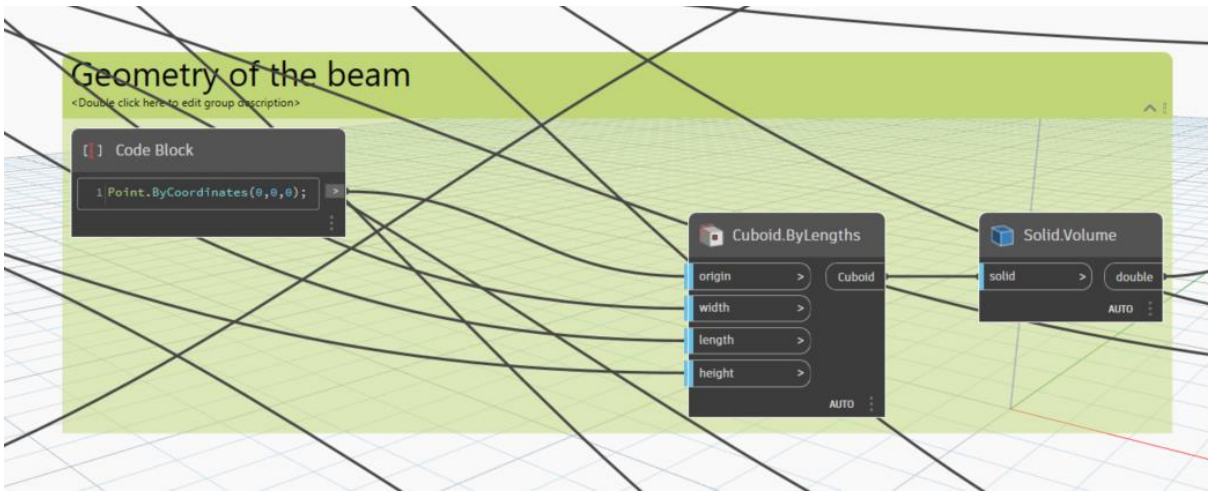 Geometry of the beam
<Double click here to edit group description>
Code Block
1 Point.ByCoordinates(0,0,0);
>
Cuboid.ByLengths
origin >
Cuboid
width >
length >
height >
AUTO
Solid.Volume
solid >
double
AUTO